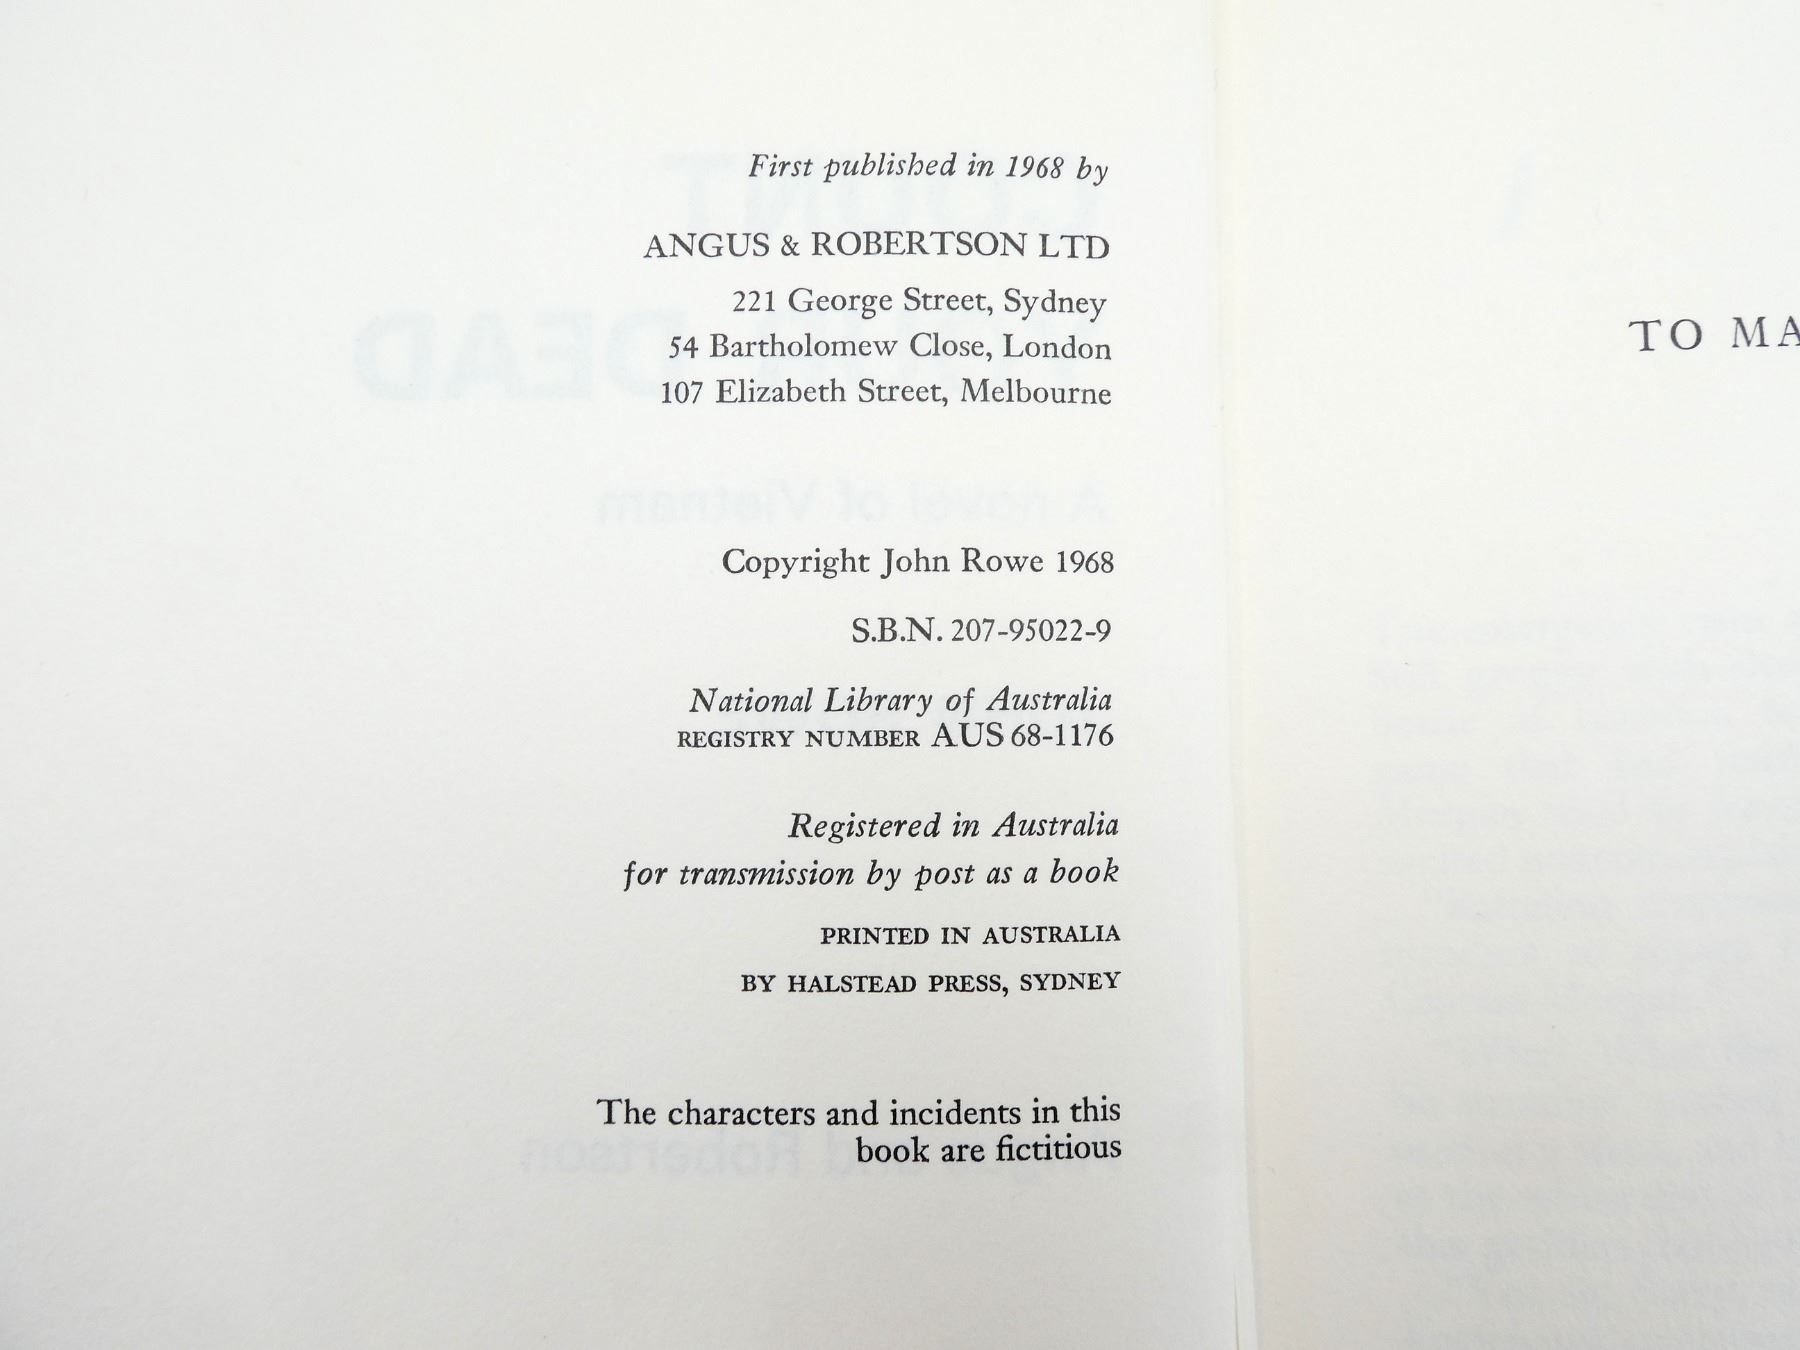 First published in 1968 by
ANGUS & ROBERTSON LTD
221 George Street, Sydney
54 Bartholomew Close, London
107 Elizabeth Street, Melbourne
Copyright John Rowe 1968
S.B.N. 207-95022-9
National Library of Australia
REGISTRY NUMBER AUS 68-1176
Registered in Australia
for transmission by post as a book
PRINTED IN AUSTRALIA
BY HALSTEAD PRESS, SYDNEY
The characters and incidents in this
book are fictitious
TO MA